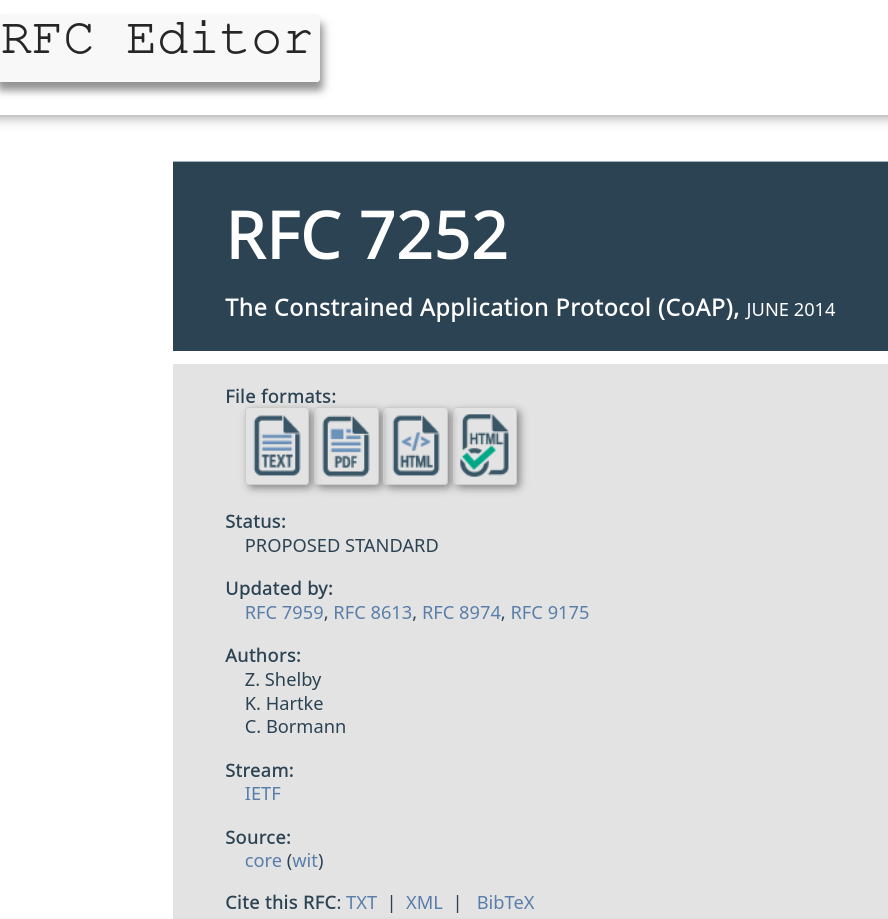 RFC Editor
RFC 7252
The Constrained Application Protocol (CoAP), JUNE 2014
File formats:
TEXT PDF </> HTML HTML
Status:
PROPOSED STANDARD
Updated by:
RFC 7959, RFC 8613, RFC 8974, RFC 9175
Authors:
Z. Shelby
K. Hartke
C. Bormann
Stream:
IETF
Source:
core (wit)
Cite this RFC: TXT | XML | BibTeX